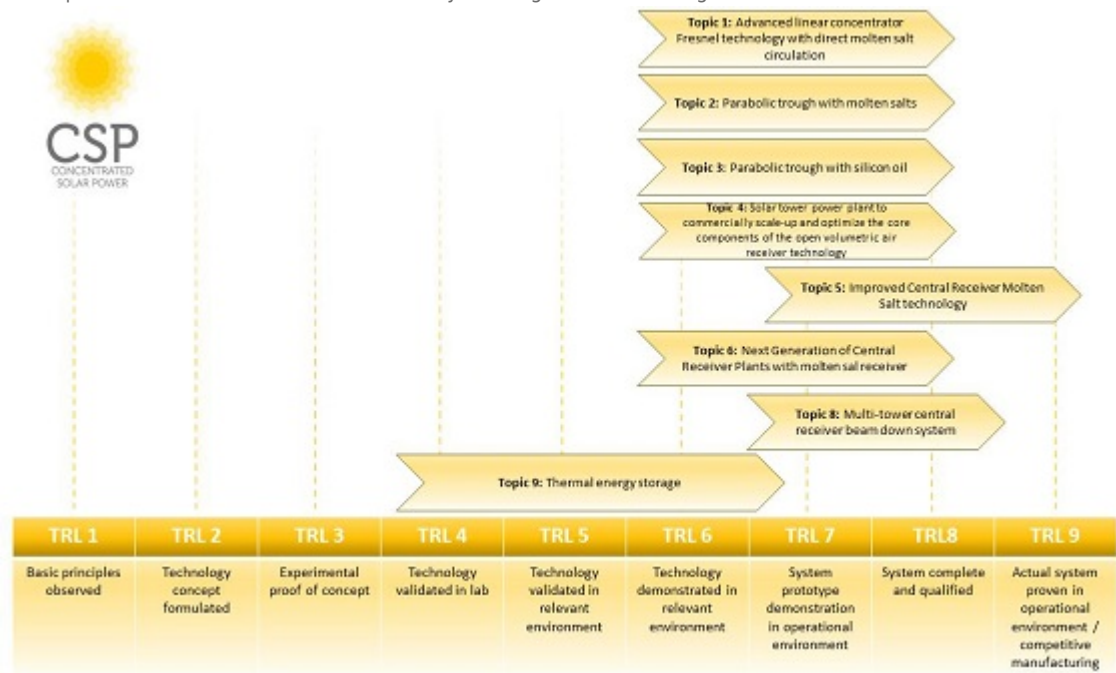 CSP
CONCENTRATED
SOLAR POWER
Topic 1: Advanced linear concentrator
Fresnel technology with direct molten salt
circulation
Topic 2: Parabolic trough with molten salts
Topic 3: Parabolic trough with silicon oil
Topic 4: Solar tower power plant to
commercially scale-up and optimize the core
components of the open volumetric air
receiver technology
Topic 5: Improved Central Receiver Molten
Salt technology
Topic 6: Next Generation of Central
Receiver Plants with molten sal receiver
Topic 8: Multi-tower central
receiver beam down system
Topic 9: Thermal energy storage
TRL 1
TRL 2
TRL 3
TRL 4
TRL 5
TRL 6
TRL 7
TRL8
TRL 9
Basic principles
observed
Technology
concept
formulated
Experimental
proof of concept
Technology
validated in lab
Technology
validated in
relevant
environment
Technology
demonstrated in
relevant
environment
System
prototype
demonstration
in operational
environment
System complete
and qualified
Actual system
proven in
operational
environment /
competitive
manufacturing